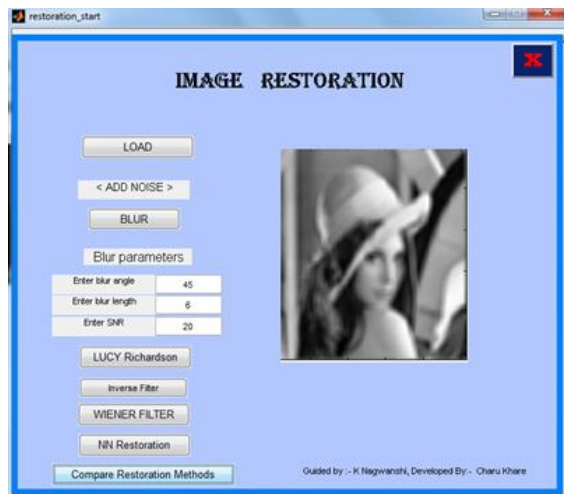 restoration_start
X
IMAGE RESTORATION
LOAD
< ADD NOISE >
BLUR
Blur parameters
Enter blur angle 45
Enter blur length 6
Enter SNR 20
LUCY Richardson
Inverse Filter
WIENER FILTER
NN Restoration
Compare Restoration Methods
Guided by :- K Nagwanshi, Developed By:- Charu Khare